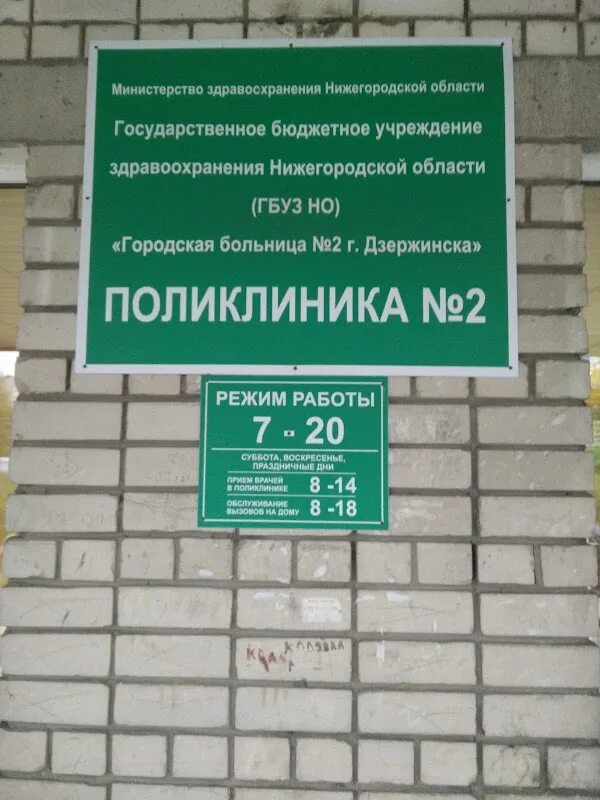 Министерство здравоохранения Нижегородской области
Государственное бюджетное учреждение
здравоохранения Нижегородской области
(ГБУЗ НО)
«Городская больница №2 г. Дзержинска»
ПОЛИКЛИНИКА №2
РЕЖИМ РАБОТЫ
7 - 20
СУББОТА, ВОСКРЕСЕНЬЕ,
ПРАЗДНИЧНЫЕ ДНИ
ПРИЕМ ВРАЧЕЙ
В ПОЛИКЛИНИКЕ 8 -14
ОБСЛУЖИВАНИЕ
ВЫЗОВОВ НА ДОМУ 8 -18